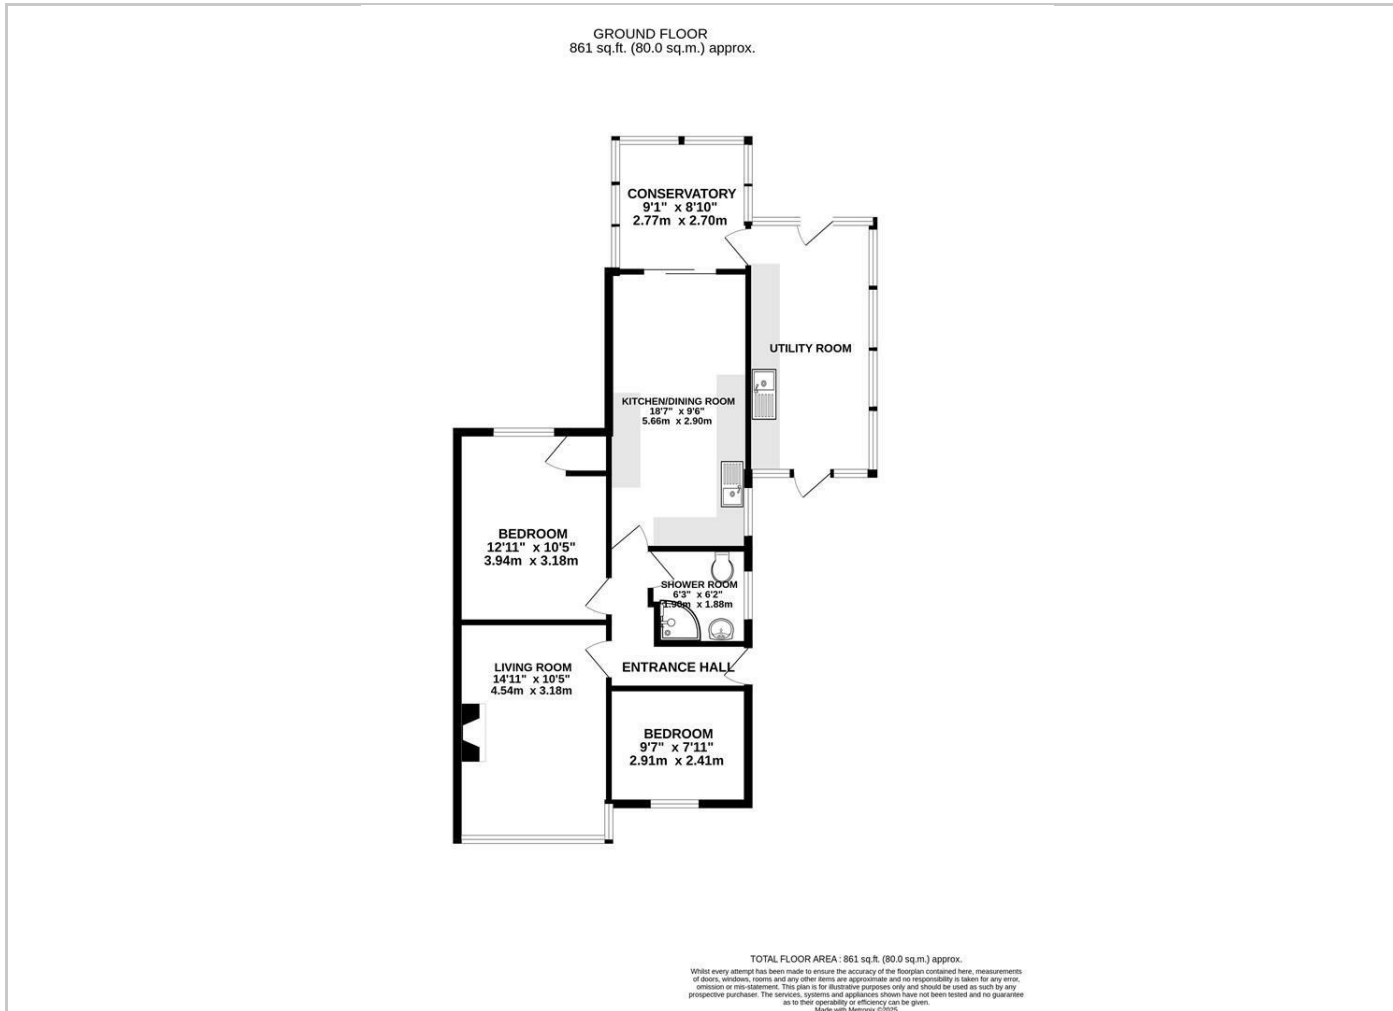 GROUND FLOOR
861 sq.ft. (80.0 sq.m.) approx.
CONSERVATORY
9'1" x 8'10"
2.77m x 2.70m
UTILITY ROOM
KITCHEN/DINING ROOM
18'7" x 9'6"
5.66m x 2.90m
BEDROOM
12'11" x 10'5"
3.94m x 3.18m
SHOWER ROOM
6'3" x 6'2"
1.90m x 1.88m
LIVING ROOM
14'11" x 10'5"
4.54m x 3.18m
ENTRANCE HALL
BEDROOM
9'7" x 7'11"
2.91m x 2.41m
TOTAL FLOOR AREA : 861 sq.ft. (80.0 sq.m.) approx.
Whilst every attempt has been made to ensure the accuracy of the floorplan contained here, measurements
of doors, windows, rooms and any other items are approximate and no responsibility is taken for any error,
omission or mis-statement. This plan is for illustrative purposes only and should be used as such by any
prospective purchaser. The services, systems and appliances shown have not been tested and no guarantee
as to their operability or efficiency can be given.
Made with Metropix ©2025